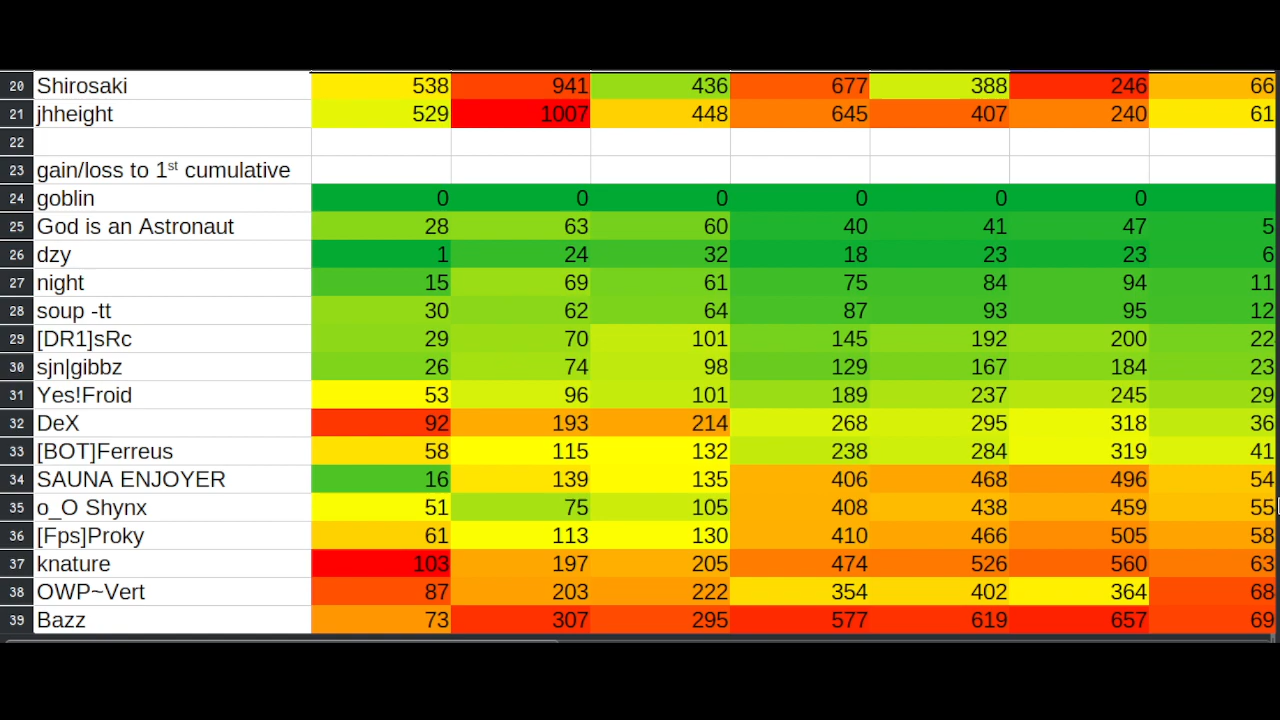 20 Shirosaki 538 941 436 677 388 246 66
21 jhheight 529 1007 448 645 407 240 61
22
23 gain/loss to 1st cumulative
24 goblin 0 0 0 0 0 0
25 God is an Astronaut 28 63 60 40 41 47 5
26 dzy 1 24 32 18 23 23 6
27 night 15 69 61 75 84 94 11
28 soup -tt 30 62 64 87 93 95 12
29 [DR1]sRc 29 70 101 145 192 200 22
30 sjn|gibbz 26 74 98 129 167 184 23
31 Yes!Froid 53 96 101 189 237 245 29
32 DeX 92 193 214 268 295 318 36
33 [BOT]Ferreus 58 115 132 238 284 319 41
34 SAUNA ENJOYER 16 139 135 406 468 496 54
35 o_O Shynx 51 75 105 408 438 459 55
36 [Fps]Proky 61 113 130 410 466 505 58
37 knature 103 197 205 474 526 560 63
38 OWP~Vert 87 203 222 354 402 364 68
39 Bazz 73 307 295 577 619 657 69